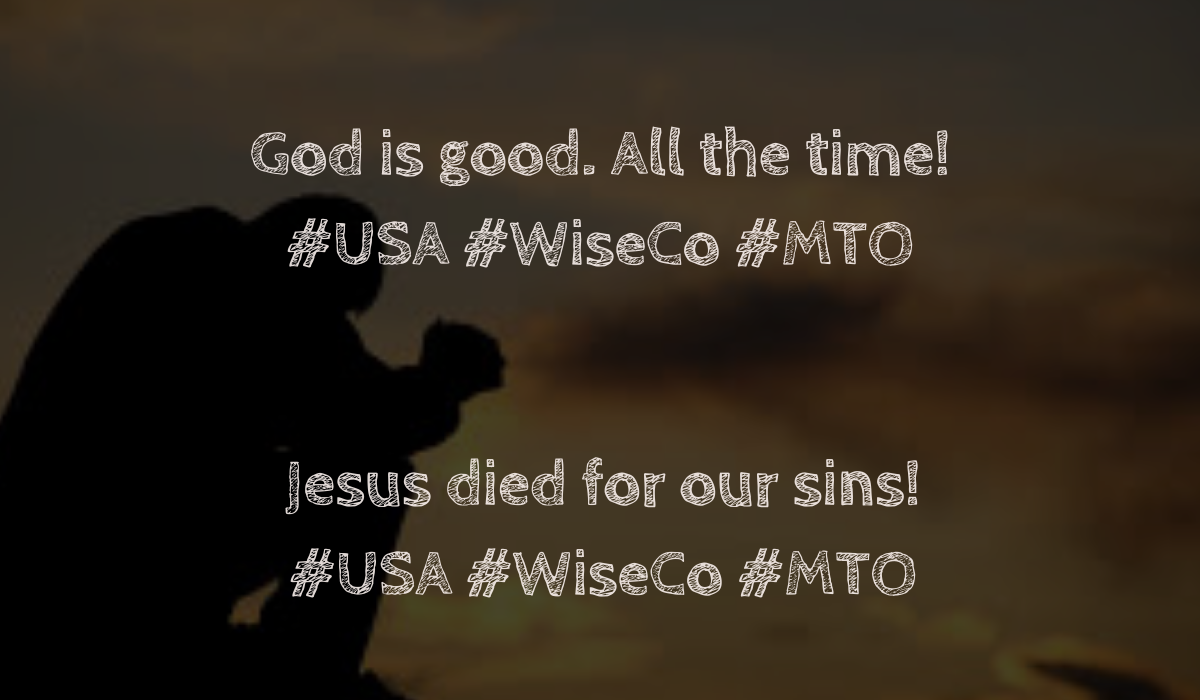 God is good. All the time!
#USA #WiseCo #MTO
Jesus died for our sins!
#USA #WiseCo #MTO